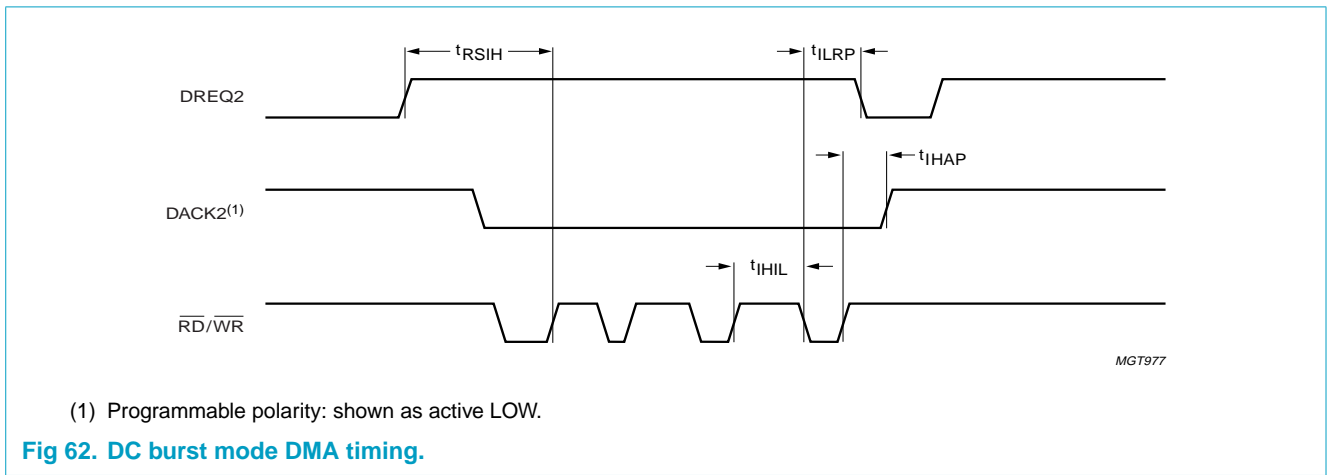 tRSIH
tILRP
DREQ2
tIHAP
DACK2(1)
tIHIL
RD/WR
MGT977
(1) Programmable polarity: shown as active LOW.
Fig 62. DC burst mode DMA timing.